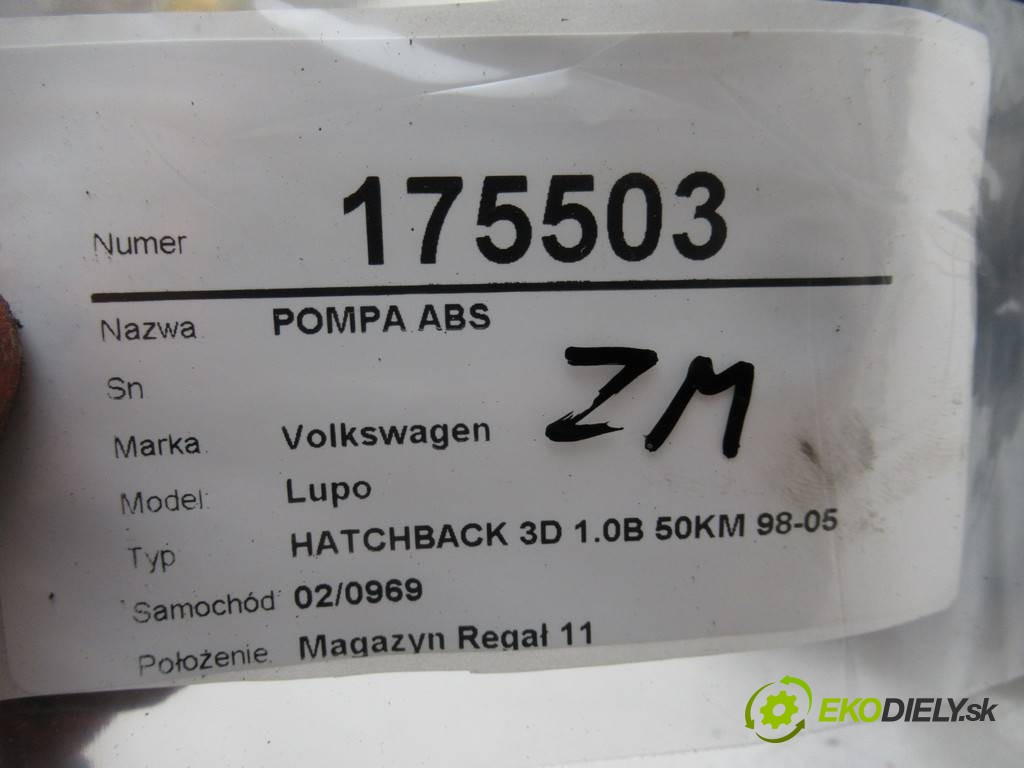 Numer 175503
Nazwa POMPA ABS
Sn
ZM
Marka Volkswagen
Model: Lupo
Typ HATCHBACK 3D 1.0B 50KM 98-05
Samochód 02/0969
Położenie Magazyn Regał 11
EKODIELY.sk